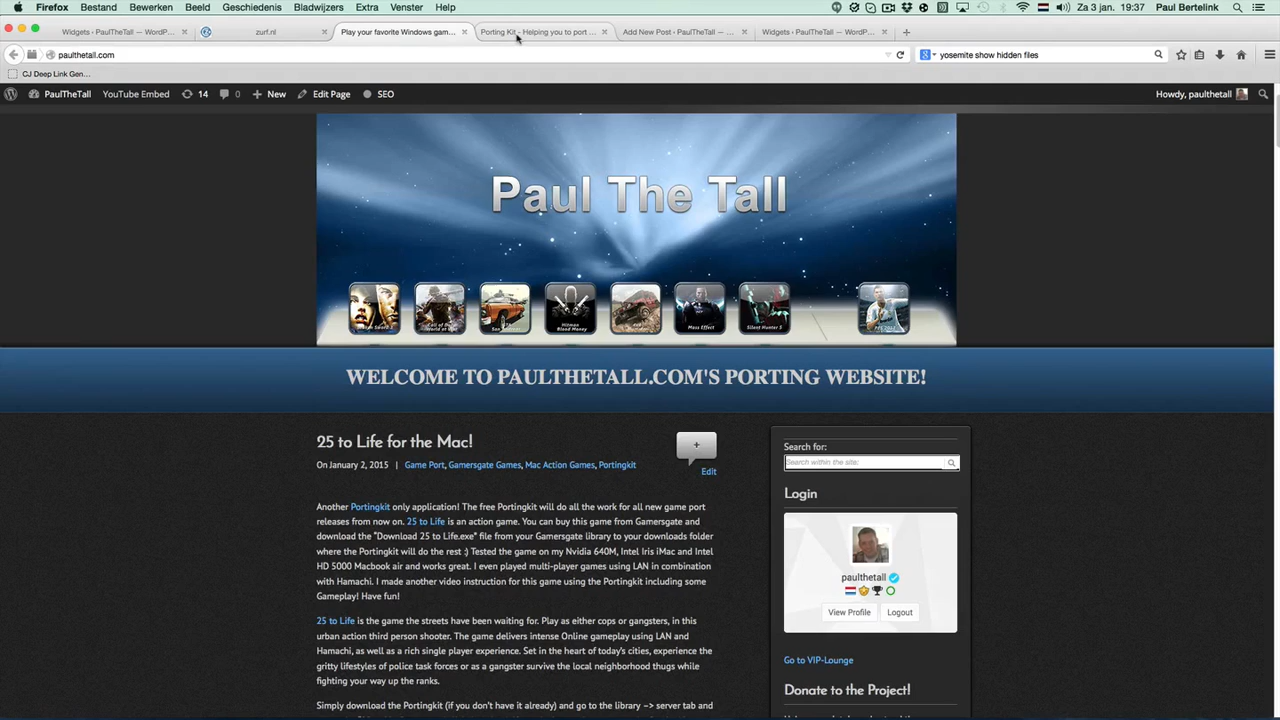 Firefox Bestand Bewerken Beeld Geschiedenis Bladwijzers Extra Venster Help Za 3 jan. 19:37 Paul Bertelink
Widgets ‹ PaulTheTall — WordP... zurf.nl Play your favorite Windows gam... Porting Kit - Helping you to port ... Add New Post ‹ PaulTheTall — ... Widgets ‹ PaulTheTall — WordP...
paulthetall.com yosemite show hidden files
CJ Deep Link Gen...
PaulTheTall YouTube Embed 14 0 New Edit Page SEO Howdy, paulthetall
Paul The Tall
Hitman Blood Money
Mass Effect
Silent Hunter 5
WELCOME TO PAULTHETALL.COM'S PORTING WEBSITE!
25 to Life for the Mac!
On January 2, 2015 | Game Port, Gamersgate Games, Mac Action Games, Portingkit
+
Edit
Another Portingkit only application! The free Portingkit will do all the work for all new game port
releases from now on. 25 to Life is an action game. You can buy this game from Gamersgate and
download the "Download 25 to Life.exe" file from your Gamersgate library to your downloads folder
where the Portingkit will do the rest :) Tested the game on my Nvidia 640M, Intel Iris iMac and Intel
HD 5000 Macbook air and works great. I even played multi-player games using LAN in combination
with Hamachi. I made another video instruction for this game using the Portingkit including some
Gameplay! Have fun!
25 to Life is the game the streets have been waiting for. Play as either cops or gangsters, in this
urban action third person shooter. The game delivers intense Online gameplay using LAN and
Hamachi, as well as a rich single player experience. Set in the heart of today's cities, experience the
gritty lifestyles of police task forces or as a gangster survive the local neighborhood thugs while
fighting your way up the ranks.
Simply download the Portingkit (if you don't have it already) and go to the library –> server tab and
Search for:
Search within the site:
Login
paulthetall
View Profile Logout
Go to VIP-Lounge
Donate to the Project!